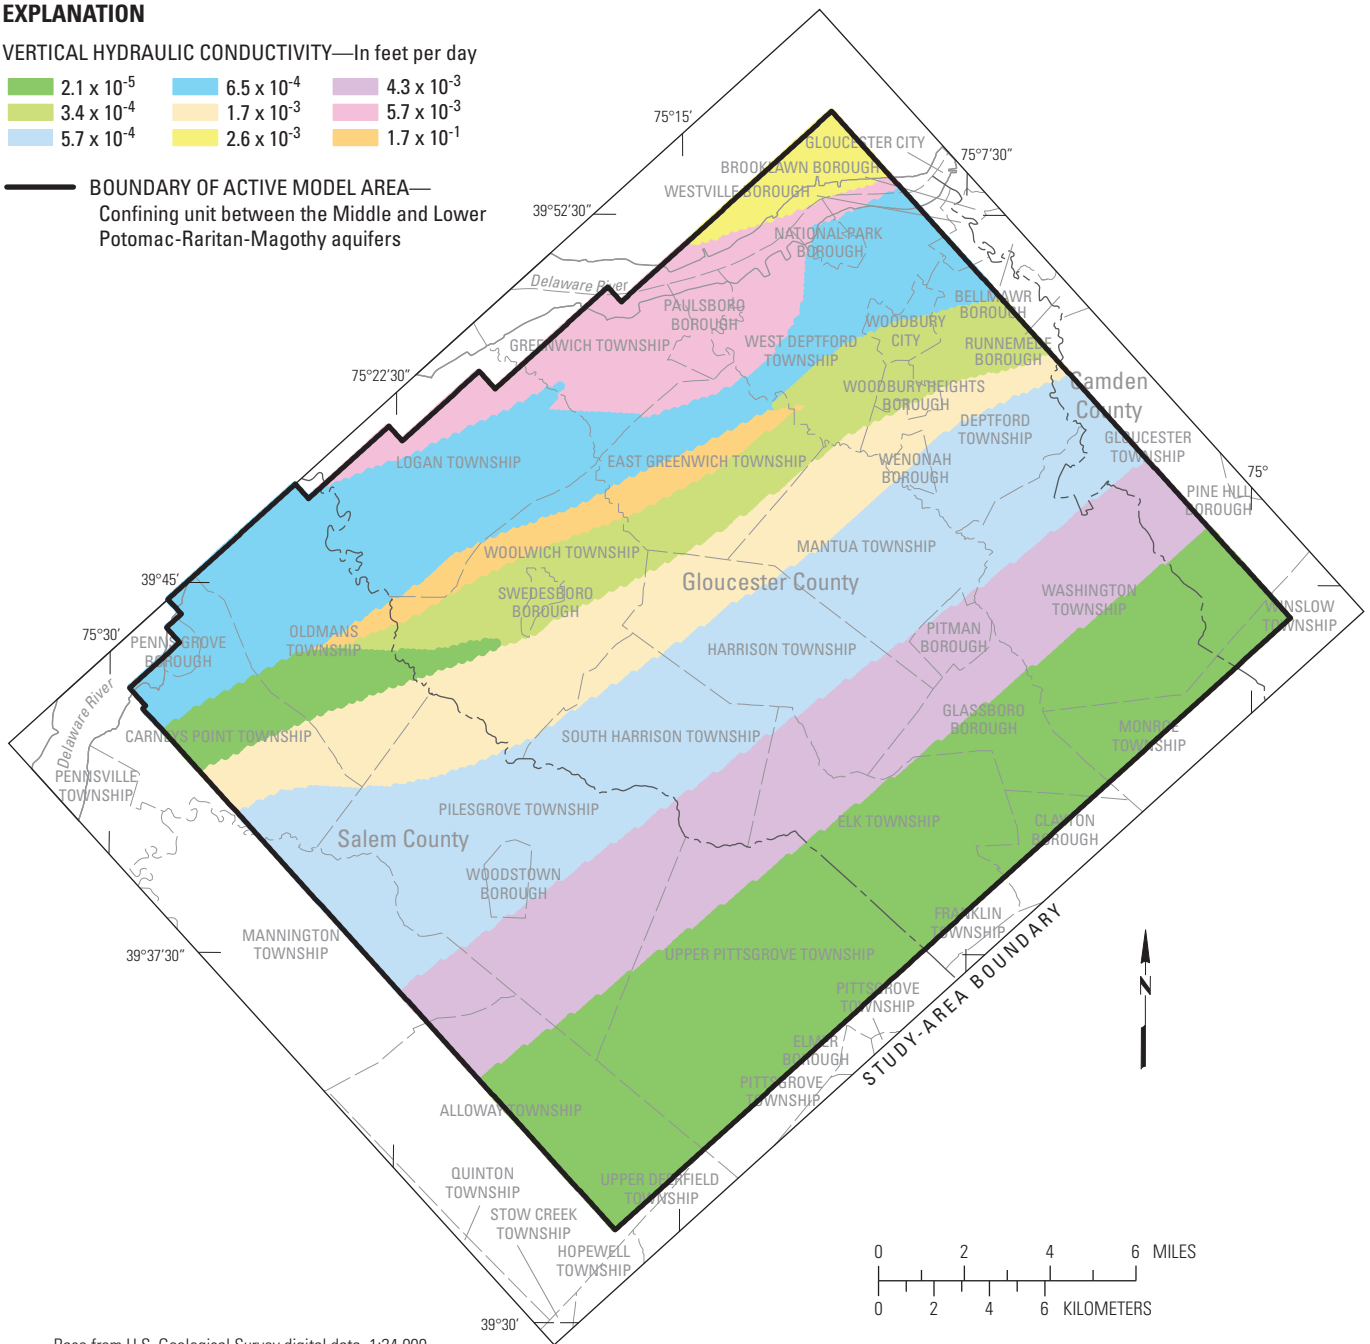 EXPLANATION
VERTICAL HYDRAULIC CONDUCTIVITY—In feet per day
2.1 x 10-5
6.5 x 10-4
4.3 x 10-3
3.4 x 10-4
1.7 x 10-3
5.7 x 10-3
5.7 x 10-4
2.6 x 10-3
1.7 x 10-1
BOUNDARY OF ACTIVE MODEL AREA—
Confining unit between the Middle and Lower
Potomac-Raritan-Magothy aquifers
75°15'
GLOUCESTER CITY
75°7'30"
BROOKLAWN BOROUGH
WESTVILLE BOROUGH
39°52'30"
NATIONAL PARK
BOROUGH
Delaware River
PAULSBORO
BOROUGH
BELLMAWR
BOROUGH
WOODBURY
CITY
GREENWICH TOWNSHIP
WEST DEPTFORD
TOWNSHIP
RUNNEMEDE
BOROUGH
75°22'30"
WOODBURY HEIGHTS
BOROUGH
Camden
County
DEPTFORD
TOWNSHIP
GLOUCESTER
TOWNSHIP
LOGAN TOWNSHIP
EAST GREENWICH TOWNSHIP
WENONAH
BOROUGH
75°
PINE HILL
BOROUGH
WOOLWICH TOWNSHIP
MANTUA TOWNSHIP
39°45'
Gloucester County
SWEDESBORO
BOROUGH
WASHINGTON
TOWNSHIP
WINSLOW
TOWNSHIP
75°30'
PENNS GROVE
BOROUGH
OLDMANS
TOWNSHIP
PITMAN
BOROUGH
HARRISON TOWNSHIP
Delaware River
CARNEYS POINT TOWNSHIP
SOUTH HARRISON TOWNSHIP
GLASSBORO
BOROUGH
MONROE
TOWNSHIP
PENNSVILLE
TOWNSHIP
PILESGROVE TOWNSHIP
ELK TOWNSHIP
CLAYTON
BOROUGH
Salem County
WOODSTOWN
BOROUGH
FRANKLIN
TOWNSHIP
MANNINGTON
TOWNSHIP
39°37'30"
UPPER PITTSGROVE TOWNSHIP
PITTSGROVE
TOWNSHIP
STUDY-AREA BOUNDARY
N
ELMER
BOROUGH
PITTSGROVE
TOWNSHIP
ALLOWAY TOWNSHIP
QUINTON
TOWNSHIP
UPPER DEERFIELD
TOWNSHIP
STOW CREEK
TOWNSHIP
HOPEWELL
TOWNSHIP
0 2 4 6 MILES
0 2 4 6 KILOMETERS
39°30'
Base from U.S. Geological Survey digital data, 1:24,000